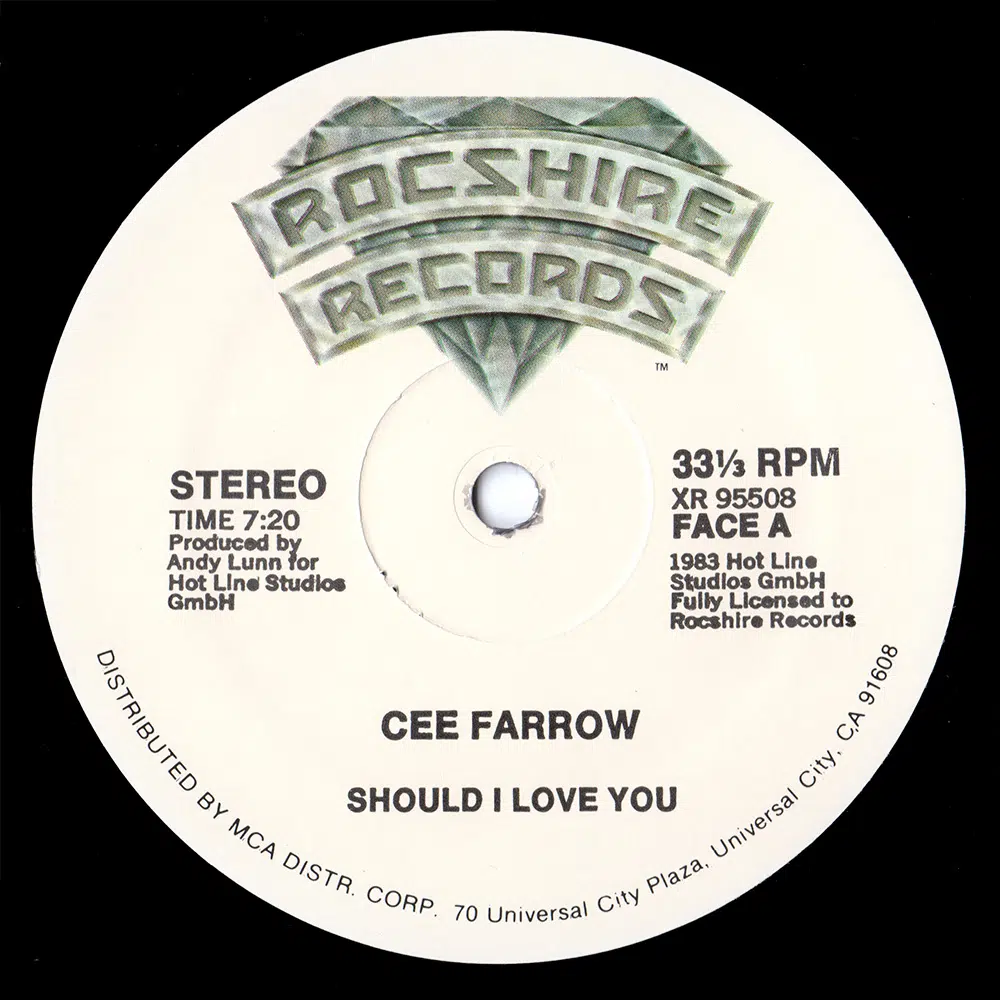 ROCSHIRE
RECORDS
TM
STEREO
TIME 7:20
Produced by
Andy Lunn for
Hot Line Studios
GmbH
33⅓ RPM
XR 95508
FACE A
1983 Hot Line
Studios GmbH
Fully Licensed to
Rocshire Records
CEE FARROW
SHOULD I LOVE YOU
DISTRIBUTED BY MCA DISTR. CORP. 70 Universal City Plaza, Universal City, CA 91608